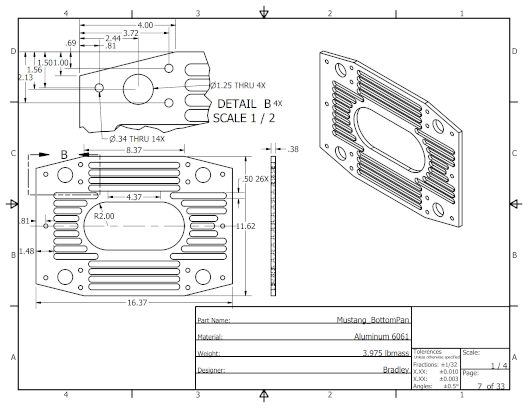 4 3 2 1
D
C
B
A
D
C
B
A
4.00
3.72
2.44
.69 .81
1.50 1.00
1.56
2.13
Ø1.25 THRU 4X
DETAIL B 4X
SCALE 1 / 2
Ø.34 THRU 14X
B
8.37
.38
.50 26X
4.37
R2.00
.81
11.62
1.48
16.37
Part Name: Mustang_BottomPan
Material: Aluminum 6061
Weight: 3.975 lbmass
Designer: Bradley
Tolerences
Unless otherwise specified
Fractions: ±1/32
X.XX: ±0.010
X.XX: ±0.003
Angles: ±0.5°
Scale:
1 / 4
Page:
7 of 33
4 3 2 1